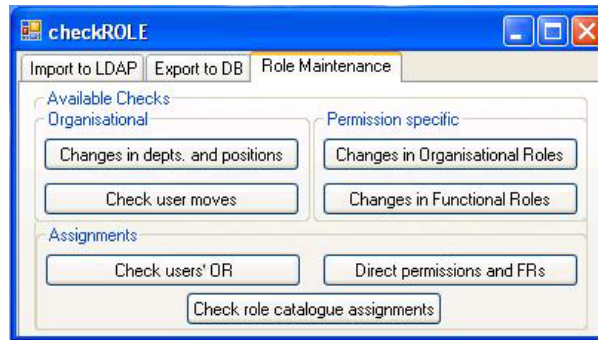 checkROLE
Import to LDAP Export to DB Role Maintenance
Available Checks
Organisational
Changes in depts. and positions
Check user moves
Permission specific
Changes in Organisational Roles
Changes in Functional Roles
Assignments
Check users' OR Direct permissions and FRs
Check role catalogue assignments